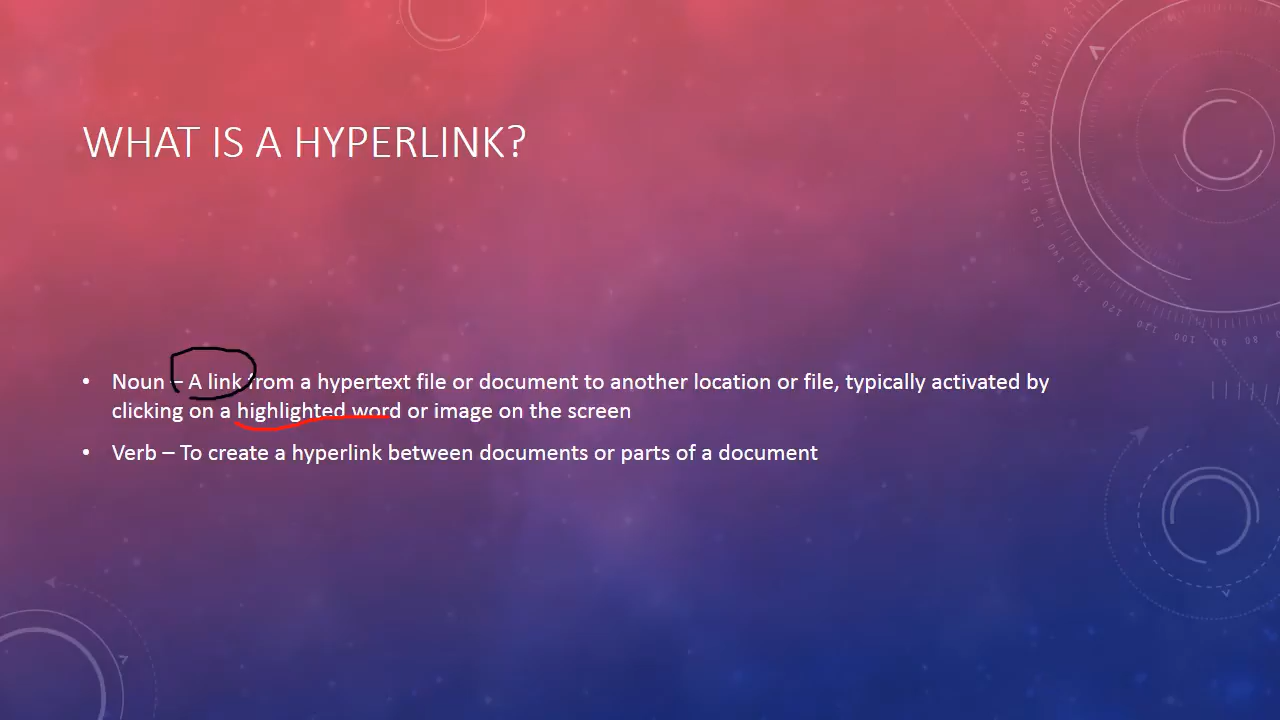 WHAT IS A HYPERLINK?
• Noun – A link from a hypertext file or document to another location or file, typically activated by
clicking on a highlighted word or image on the screen
• Verb – To create a hyperlink between documents or parts of a document